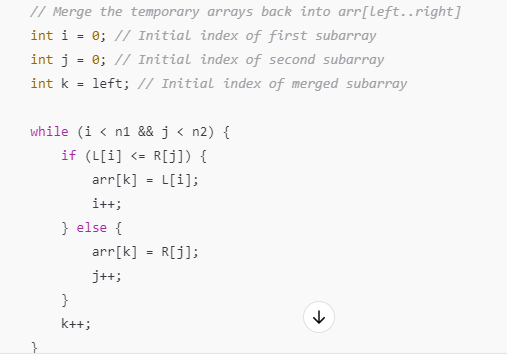 // Merge the temporary arrays back into arr[left..right]
int i = 0; // Initial index of first subarray
int j = 0; // Initial index of second subarray
int k = left; // Initial index of merged subarray
while (i < n1 && j < n2) {
if (L[i] <= R[j]) {
arr[k] = L[i];
i++;
} else {
arr[k] = R[j];
j++;
}
k++;
}